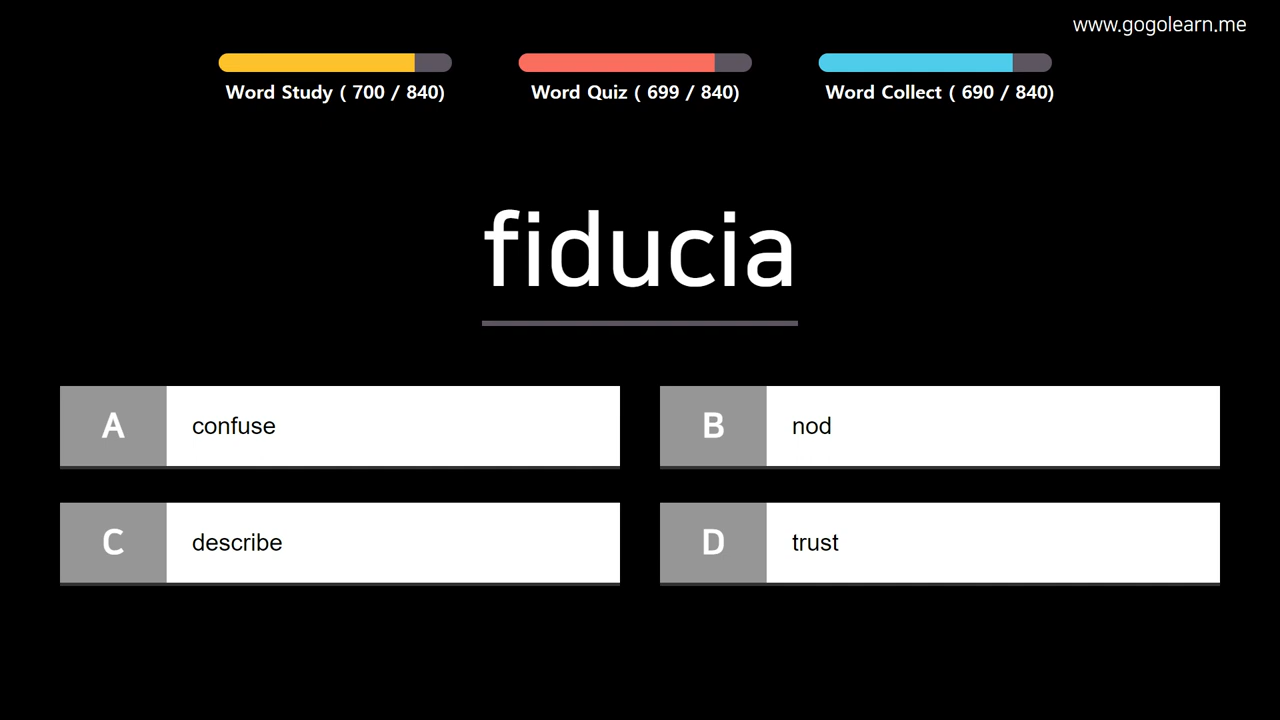 www.gogolearn.me
Word Study ( 700 / 840)
Word Quiz ( 699 / 840)
Word Collect ( 690 / 840)
fiducia
A confuse
B nod
C describe
D trust